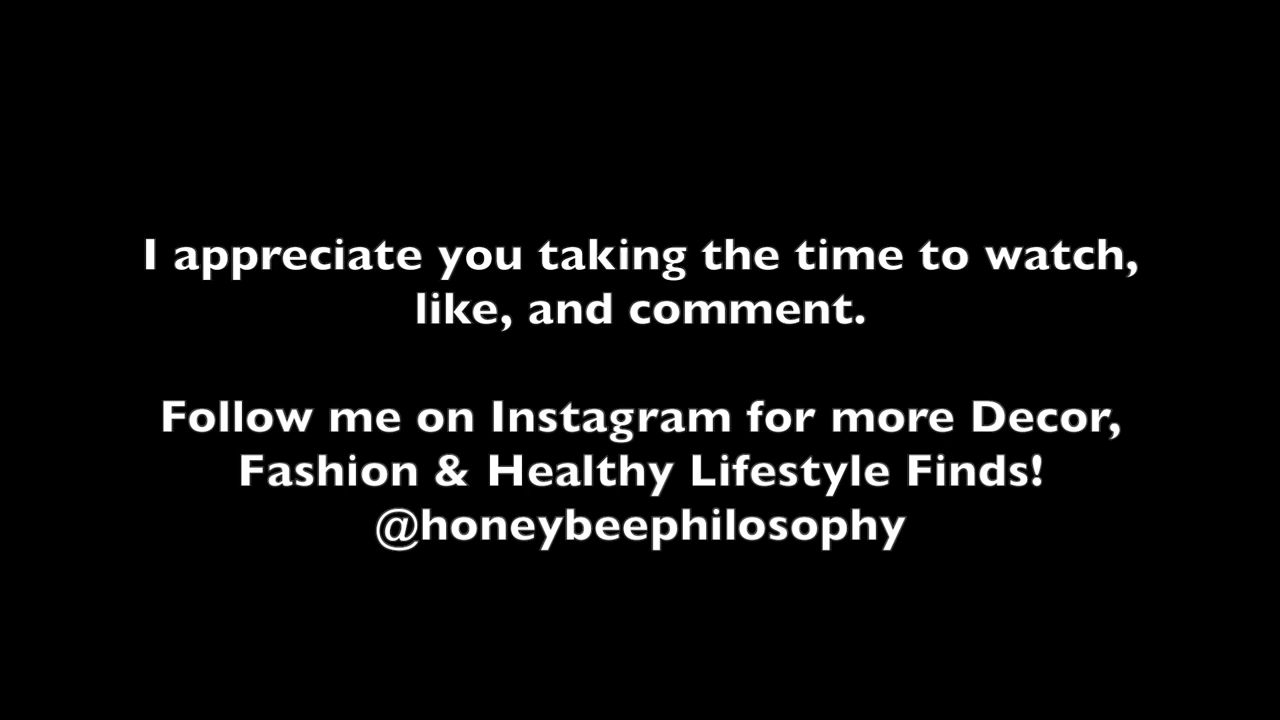 I appreciate you taking the time to watch,
like, and comment.
Follow me on Instagram for more Decor,
Fashion & Healthy Lifestyle Finds!
@honeybeephilosophy